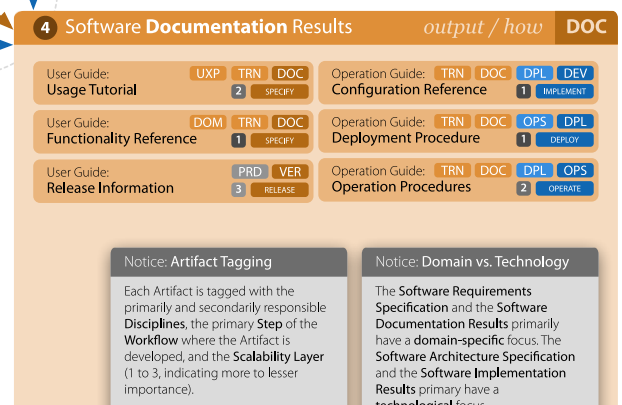 4 Software Documentation Results output / how DOC
User Guide: UXP TRN DOC
Usage Tutorial 2 SPECIFY
User Guide: DOM TRN DOC
Functionality Reference 1 SPECIFY
User Guide: PRD VER
Release Information 3 RELEASE
Operation Guide: TRN DOC DPL DEV
Configuration Reference 1 IMPLEMENT
Operation Guide: TRN DOC OPS DPL
Deployment Procedure 1 DEPLOY
Operation Guide: TRN DOC DPL OPS
Operation Procedures 2 OPERATE
Notice: Artifact Tagging
Each Artifact is tagged with the
primarily and secondarily responsible
Disciplines, the primary Step of the
Workflow where the Artifact is
developed, and the Scalability Layer
(1 to 3, indicating more to lesser
importance).
Notice: Domain vs. Technology
The Software Requirements
Specification and the Software
Documentation Results primarily
have a domain-specific focus. The
Software Architecture Specification
and the Software Implementation
Results primary have a
technological focus.